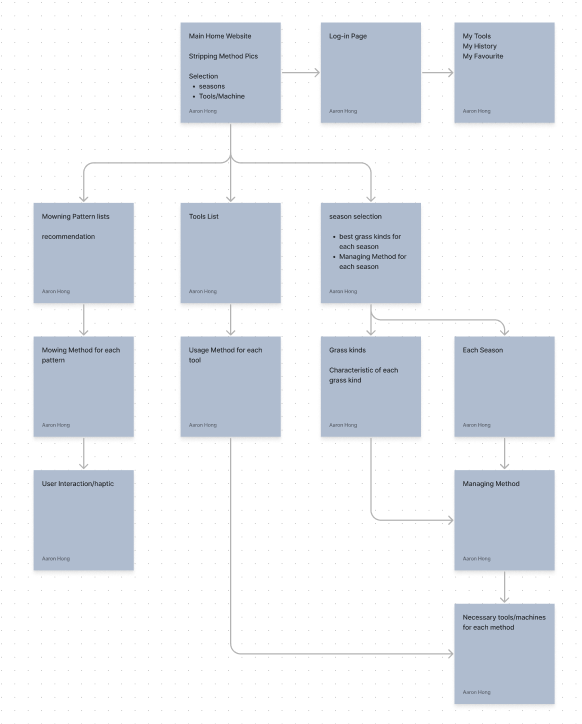 Main Home Website
Stripping Method Pics
Selection
• seasons
• Tools/Machine
Aaron Hong
Log-in Page
Aaron Hong
My Tools
My History
My Favourite
Aaron Hong
Mowning Pattern lists
recommendation
Aaron Hong
Tools List
Aaron Hong
season selection
• best grass kinds for
each season
• Managing Method for
each season
Aaron Hong
Mowing Method for each
pattern
Aaron Hong
Usage Method for each
tool
Aaron Hong
Grass kinds
Characteristic of each
grass kind
Aaron Hong
Each Season
Aaron Hong
User Interaction/haptic
Aaron Hong
Managing Method
Aaron Hong
Necessary tools/machines
for each method
Aaron Hong